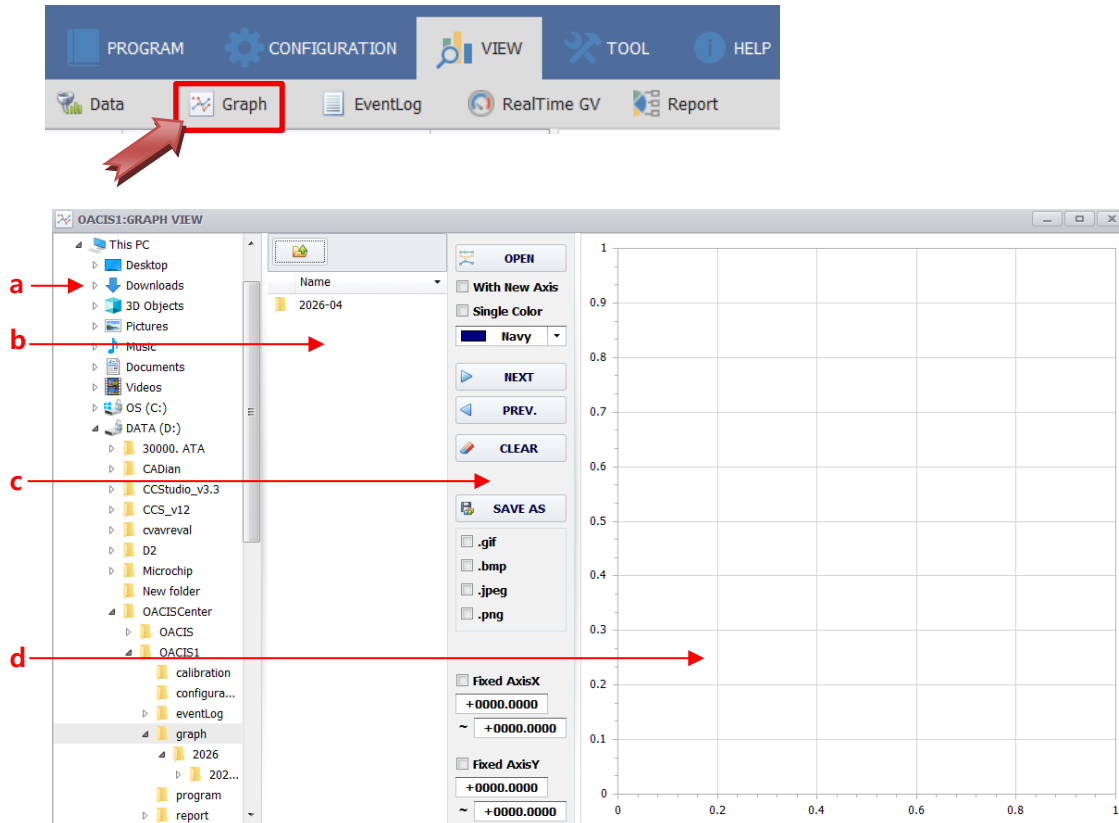 PROGRAM CONFIGURATION VIEW TOOL HELP
Data Graph EventLog RealTime GV Report
OACIS1:GRAPH VIEW
a
b
c
d
This PC
Desktop
Downloads
3D Objects
Pictures
Music
Documents
Videos
OS (C:)
DATA (D:)
30000. ATA
CADian
CCStudio_v3.3
CCS_v12
cvavreval
D2
Microchip
New folder
OACISCenter
OACIS
OACIS1
calibration
configura...
eventLog
graph
2026
202...
program
report
Name
2026-04
OPEN
With New Axis
Single Color
Navy
NEXT
PREV.
CLEAR
SAVE AS
.gif
.bmp
.jpeg
.png
Fixed AxisX
+0000.0000
~ +0000.0000
Fixed AxisY
+0000.0000
~ +0000.0000
1
0.9
0.8
0.7
0.6
0.5
0.4
0.3
0.2
0.1
0
0 0.2 0.4 0.6 0.8 1